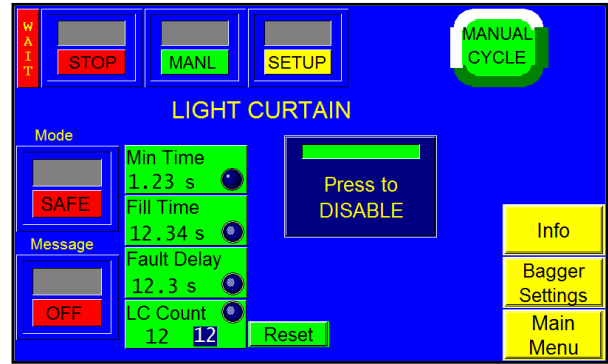 WAIT
STOP
MANL
SETUP
MANUAL
CYCLE
LIGHT CURTAIN
Mode
SAFE
Message
OFF
Min Time
1.23 s
Fill Time
12.34 s
Fault Delay
12.3 s
LC Count
12 12
Reset
Press to
DISABLE
Info
Bagger
Settings
Main
Menu